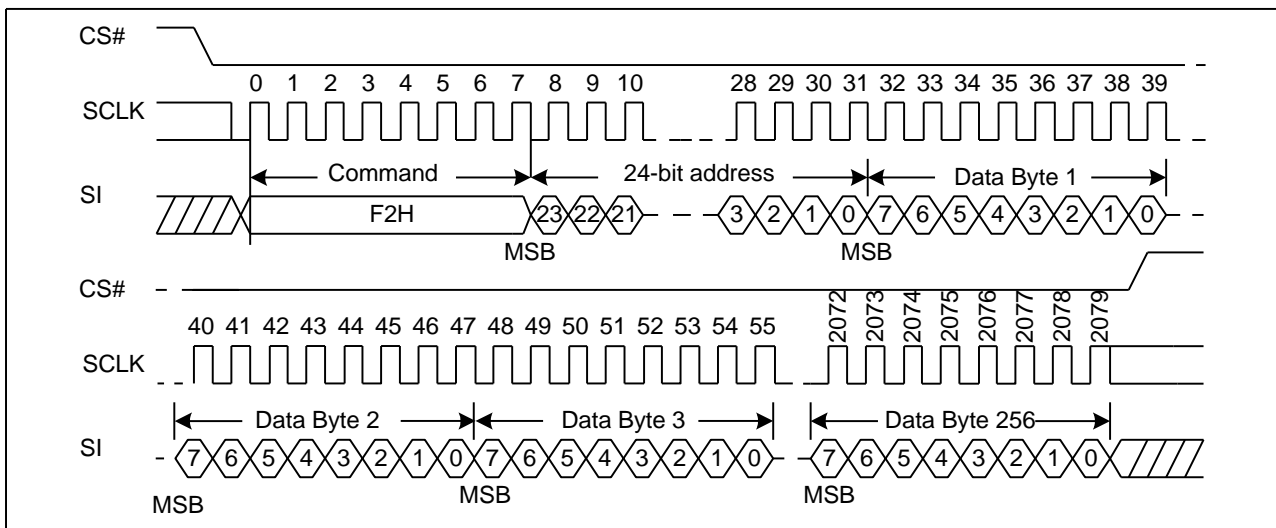 CS#
0 1 2 3 4 5 6 7 8 9 10 28 29 30 31 32 33 34 35 36 37 38 39
SCLK
Command 24-bit address Data Byte 1
SI
F2H 23 22 21 3 2 1 0 7 6 5 4 3 2 1 0
MSB MSB
CS#
40 41 42 43 44 45 46 47 48 49 50 51 52 53 54 55 2072 2073 2074 2075 2076 2077 2078 2079
SCLK
Data Byte 2 Data Byte 3 Data Byte 256
SI
7 6 5 4 3 2 1 0 7 6 5 4 3 2 1 0 7 6 5 4 3 2 1 0
MSB MSB MSB